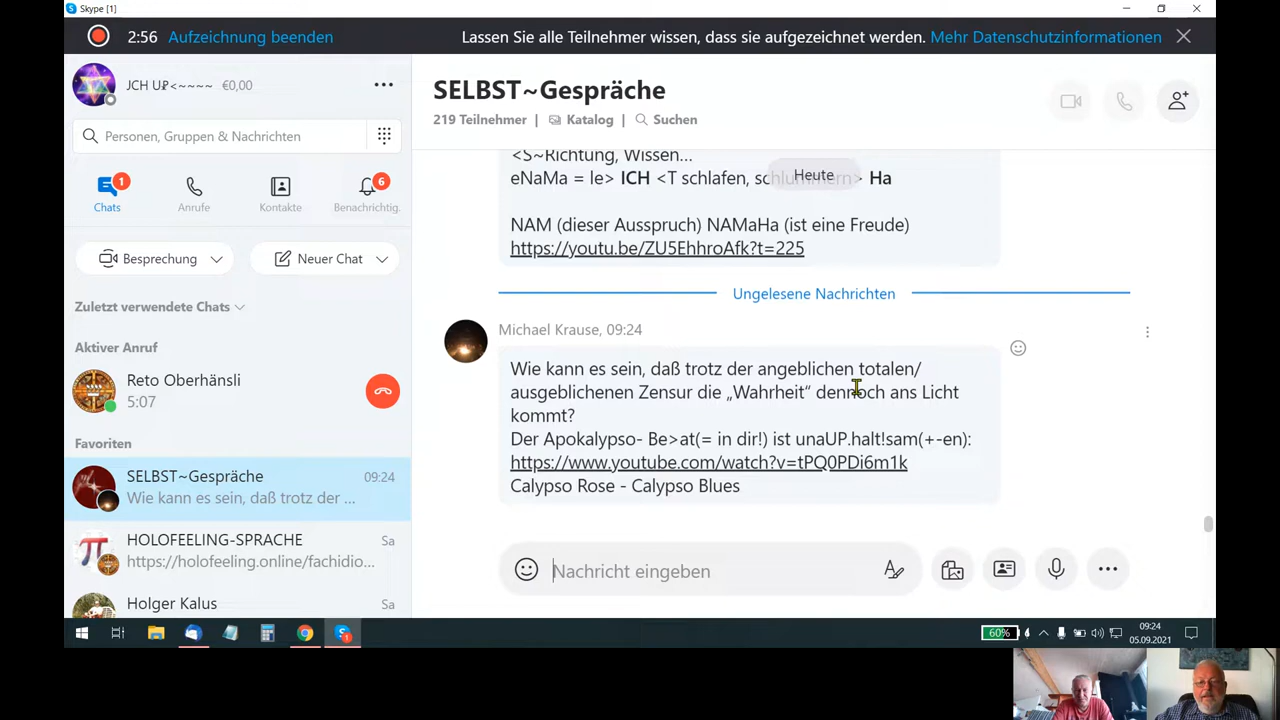 Skype [1]
2:56 Aufzeichnung beenden
Lassen Sie alle Teilnehmer wissen, dass sie aufgezeichnet werden. Mehr Datenschutzinformationen
JCH UP<~~~~ €0,00
Personen, Gruppen & Nachrichten
1
6
Chats
Anrufe
Kontakte
Benachrichtig.
Besprechung
Neuer Chat
Zuletzt verwendete Chats
Aktiver Anruf
Reto Oberhänsli
5:07
Favoriten
SELBST~Gespräche 09:24
Wie kann es sein, daß trotz der ...
HOLOFEELING-SPRACHE Sa
https://holofeeling.online/fachidio...
Holger Kalus Sa
SELBST~Gespräche
219 Teilnehmer | Katalog | Suchen
<S~Richtung, Wissen...
Heute
eNaMa = le> ICH <T schlafen, schlummern> Ha
NAM (dieser Ausspruch) NAMaHa (ist eine Freude)
https://youtu.be/ZU5EhhroAfk?t=225
Ungelesene Nachrichten
Michael Krause, 09:24
Wie kann es sein, daß trotz der angeblichen totalen/
ausgeblichenen Zensur die „Wahrheit“ dennoch ans Licht
kommt?
Der Apokalypso- Be>at(= in dir!) ist unaUP.halt!sam(+-en):
https://www.youtube.com/watch?v=tPQ0PDi6m1k
Calypso Rose - Calypso Blues
Nachricht eingeben
60%
09:24
05.09.2021